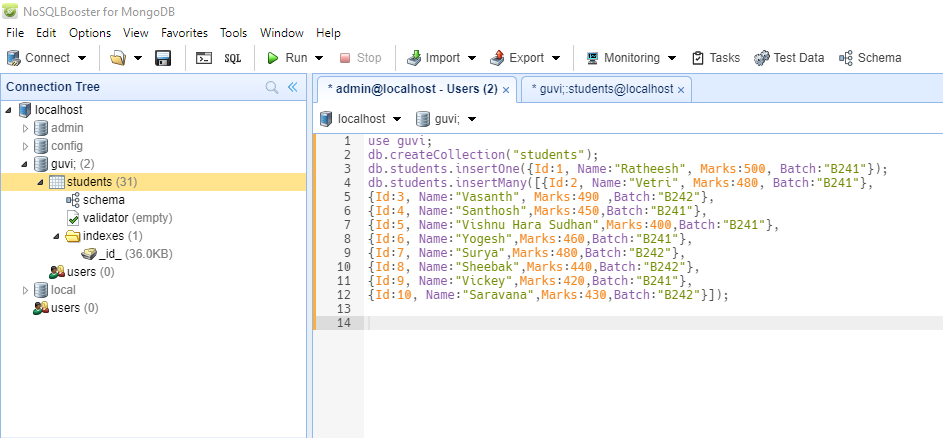 NoSQLBooster for MongoDB
File Edit Options View Favorites Tools Window Help
Connect SQL Run Stop Import Export Monitoring Tasks Test Data Schema
Connection Tree
localhost
admin
config
guvi; (2)
students (31)
schema
validator (empty)
indexes (1)
_id_ (36.0KB)
users (0)
local
users (0)
* admin@localhost - Users (2) × * guvi;:students@localhost ×
localhost guvi;
1 use guvi;
2 db.createCollection("students");
3 db.students.insertOne({Id:1, Name:"Ratheesh", Marks:500, Batch:"B241"});
4 db.students.insertMany([{Id:2, Name:"Vetri", Marks:480, Batch:"B241"},
5 {Id:3, Name:"Vasanth", Marks:490 ,Batch:"B242"},
6 {Id:4, Name:"Santhosh",Marks:450,Batch:"B241"},
7 {Id:5, Name:"Vishnu Hara Sudhan",Marks:400,Batch:"B241"},
8 {Id:6, Name:"Yogesh",Marks:460,Batch:"B241"},
9 {Id:7, Name:"Surya",Marks:480,Batch:"B242"},
10 {Id:8, Name:"Sheebak",Marks:440,Batch:"B242"},
11 {Id:9, Name:"Vickey",Marks:420,Batch:"B241"},
12 {Id:10, Name:"Saravana",Marks:430,Batch:"B242"}]);
13
14